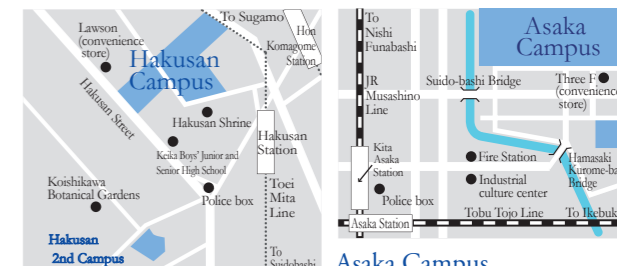 To Sugamo
Lawson
(convenience
store)
Hon
Komagome
Station
Hakusan
Campus
Hakusan Street
Hakusan Shrine
Keika Boys' Junior and
Senior High School
Hakusan
Station
Koishikawa
Botanical Gardens
Police box
Toei
Mita
Line
Hakusan
2nd Campus
To
Suidobashi
To
Nishi
Funabashi
Asaka
Campus
JR
Musashino
Line
Suido-bashi Bridge
Three F
(convenience
store)
Kita
Asaka
Station
Fire Station
Hamasaki
Kurome-ba
Bridge
Industrial
culture center
Police box
Asaka Station
Tobu Tojo Line
To Ikebuk
Asaka Campus